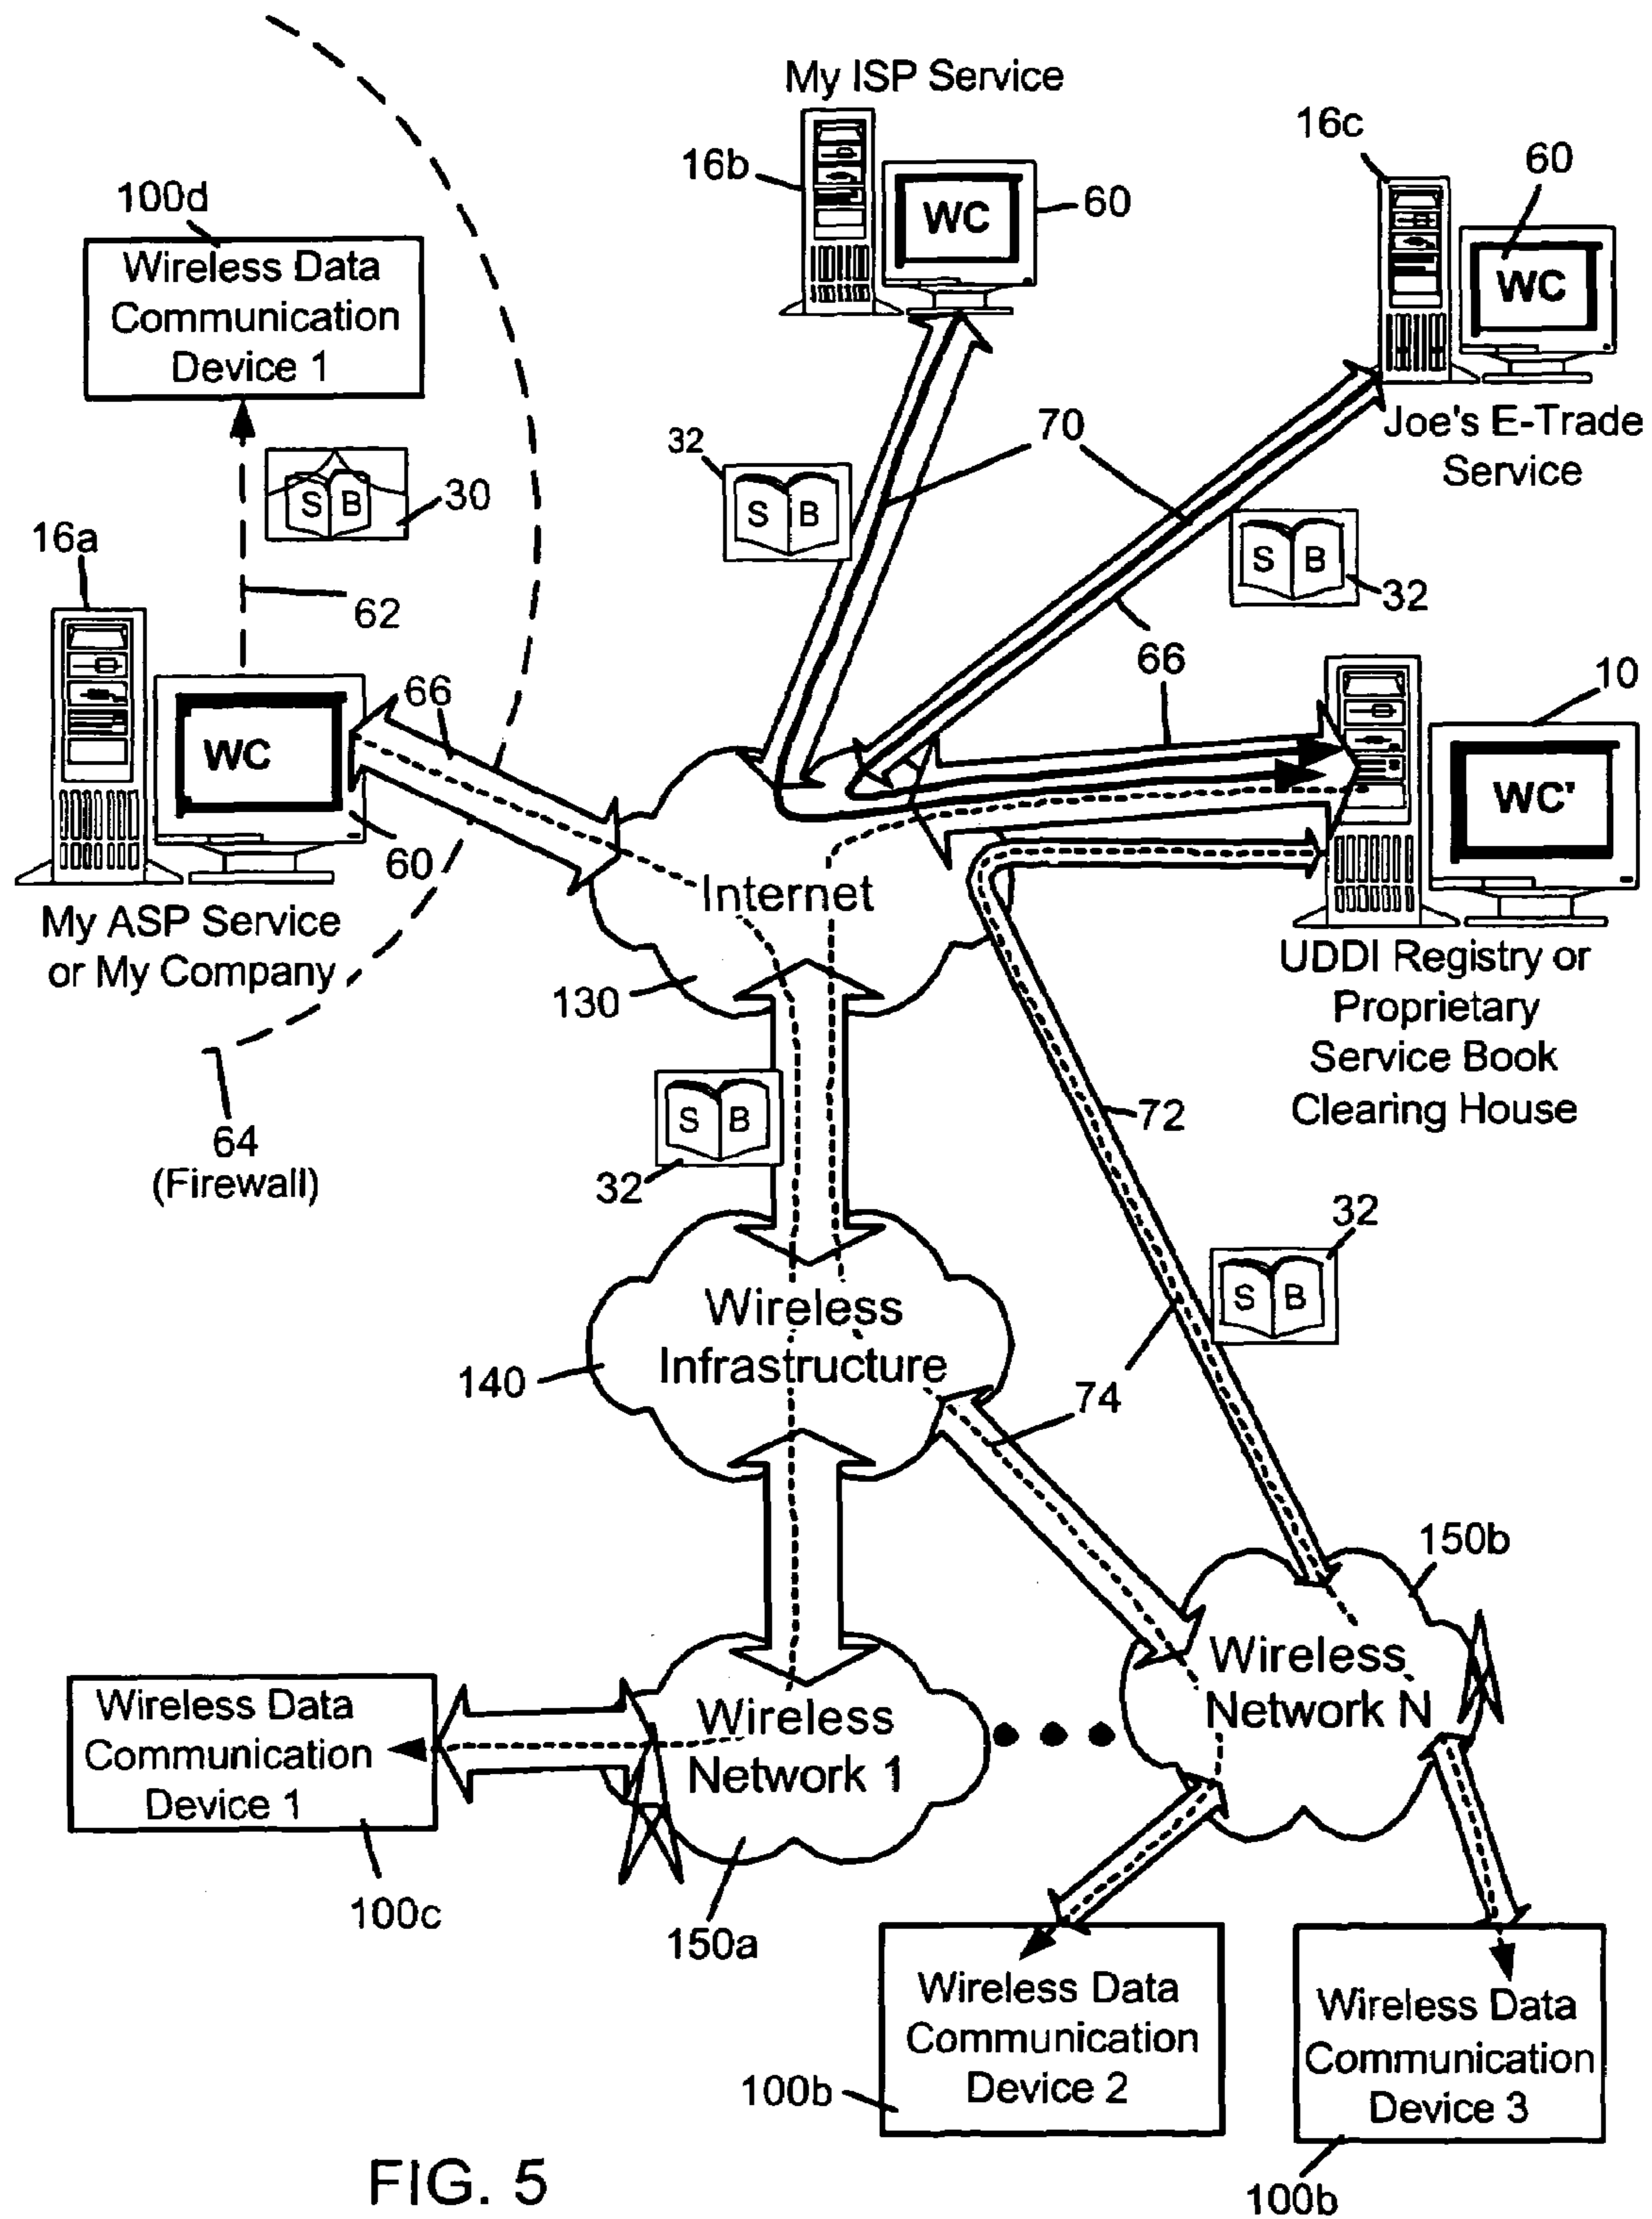 My ISP Service
16b
WC
60
16c
60
WC
Joe's E-Trade
Service
100d
Wireless Data
Communication
Device 1
S B
30
62
16a
WC
60
66
My ASP Service
or My Company
64
(Firewall)
32
S B
70
S B
32
66
10
WC'
UDDI Registry or
Proprietary
Service Book
Clearing House
Internet
130
S B
32
72
32
S B
Wireless
Infrastructure
140
74
150b
Wireless
Network N
Wireless Data
Communication
Device 1
100c
Wireless
Network 1
150a
Wireless Data
Communication
Device 2
100b
Wireless Data
Communication
Device 3
100b
FIG. 5